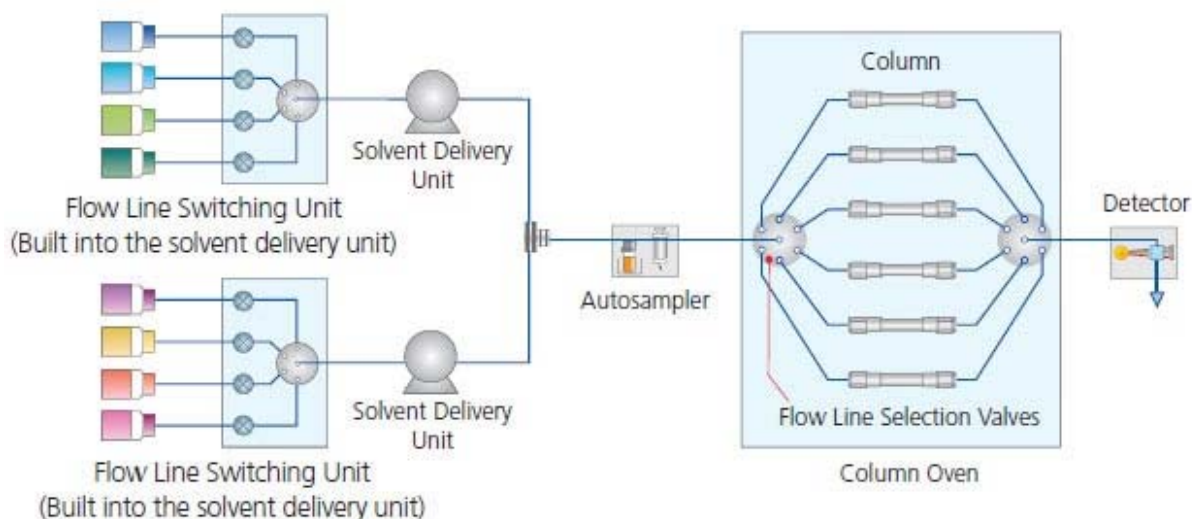 Solvent Delivery
Unit
Flow Line Switching Unit
(Built into the solvent delivery unit)
Solvent Delivery
Unit
Flow Line Switching Unit
(Built into the solvent delivery unit)
Autosampler
Column
Flow Line Selection Valves
Column Oven
Detector